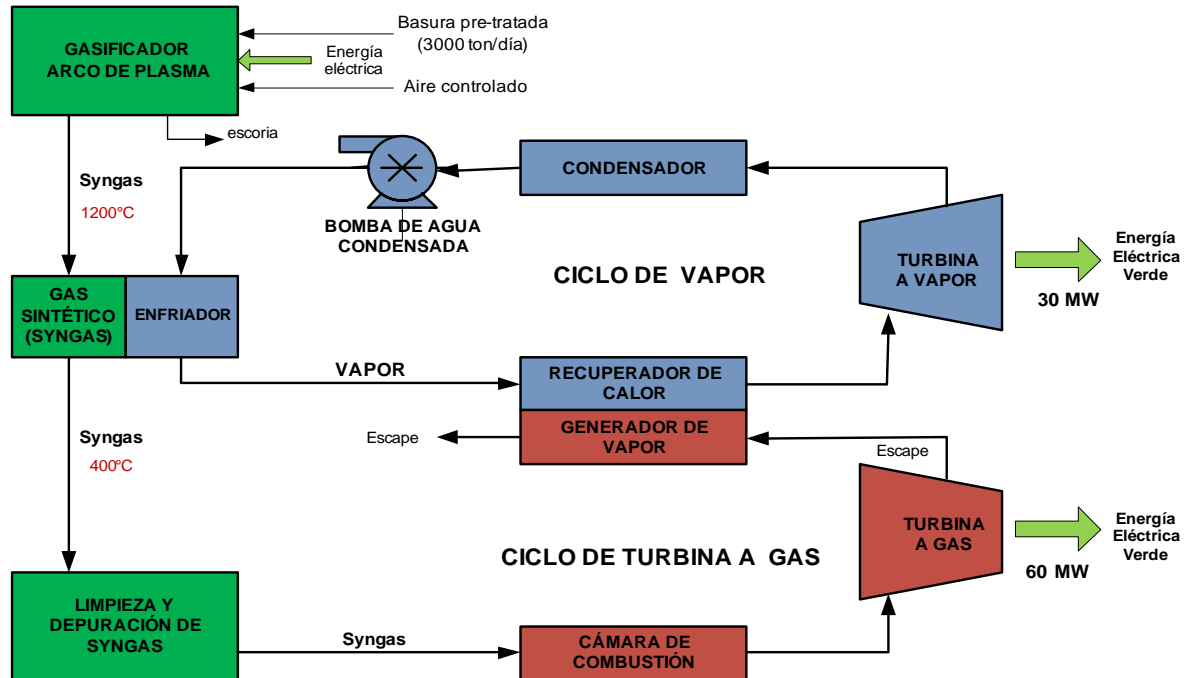 GASIFICADOR
ARCO DE PLASMA
Basura pre-tratada
(3000 ton/día)
Energía
eléctrica
Aire controlado
escoria
Syngas
1200°C
CONDENSADOR
BOMBA DE AGUA
CONDENSADA
TURBINA
A VAPOR
Energía
Eléctrica
Verde
30 MW
CICLO DE VAPOR
GAS
SINTÉTICO
(SYNGAS)
ENFRIADOR
VAPOR
RECUPERADOR DE
CALOR
GENERADOR DE
VAPOR
Escape
Escape
Syngas
400°C
TURBINA
A GAS
Energía
Eléctrica
Verde
60 MW
CICLO DE TURBINA A GAS
LIMPIEZA Y
DEPURACIÓN DE
SYNGAS
Syngas
CÁMARA DE
COMBUSTIÓN